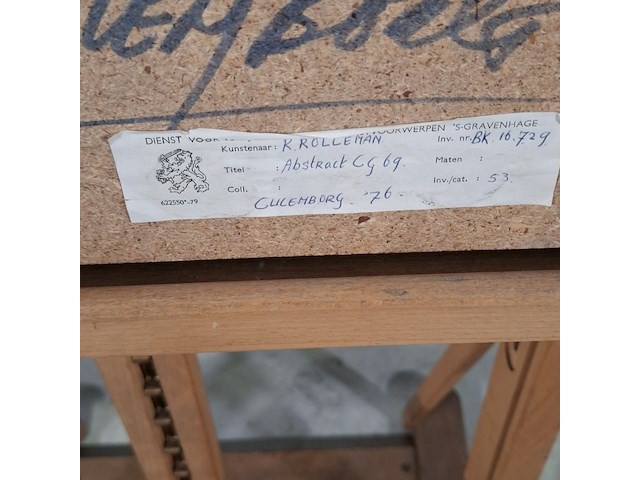 DIENST VOOR VOORWERPEN 'S-GRAVENHAGE
Kunstenaar: K. ROLLEMAN Inv. nr. BK. 16.729
Titel : Abstract Cg 69. Maten :
Coll. : Inv./cat. : 53.
622550*-79 CULEMBORG '76